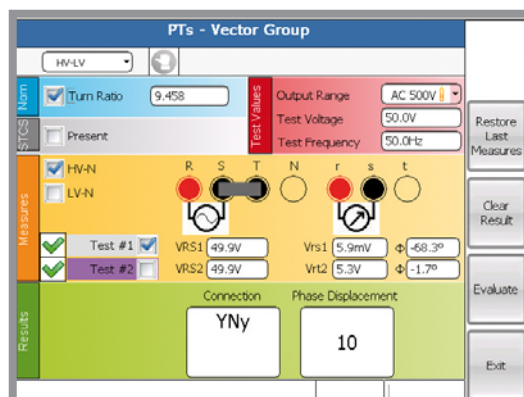 PTs - Vector Group
HV-LV
Nom
Turn Ratio 9.458
STCS
Present
Test Values
Output Range AC 500V
Test Voltage 50.0V
Test Frequency 50.0Hz
Measures
HV-N
LV-N
R S T N r s t
Test #1 VRS1 49.9V Vrs1 5.9mV Φ -68.3º
Test #2 VRS2 49.9V Vrt2 5.3V Φ -1.7º
Results
Connection Phase Displacement
YNy 10
Restore
Last
Measures
Clear
Result
Evaluate
Exit